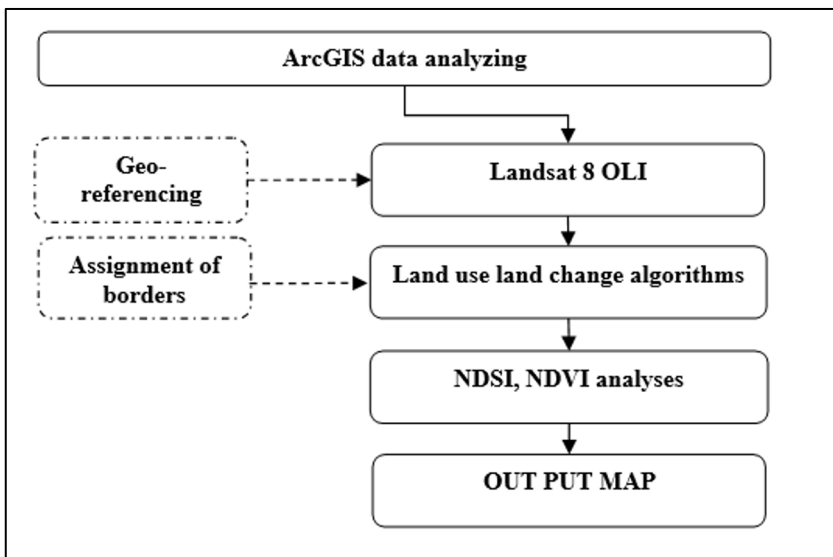 ArcGIS data analyzing
Geo-
referencing
Landsat 8 OLI
Assignment of
borders
Land use land change algorithms
NDSI, NDVI analyses
OUT PUT MAP